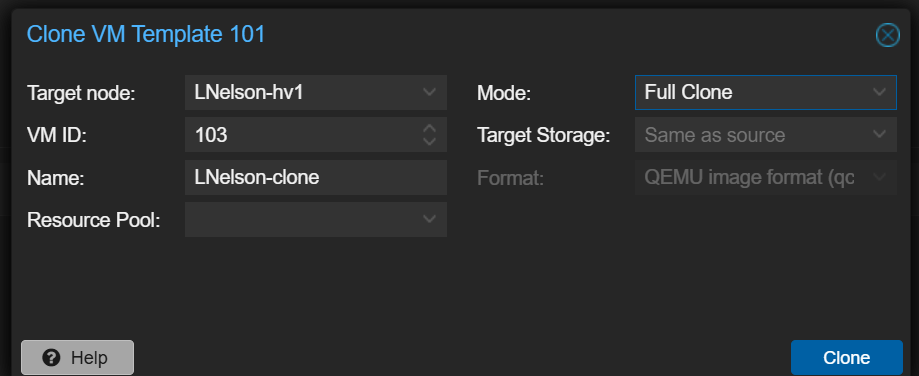 Clone VM Template 101
Target node: LNelson-hv1
Mode: Full Clone
VM ID: 103
Target Storage: Same as source
Name: LNelson-clone
Format: QEMU image format (qc
Resource Pool:
Help
Clone